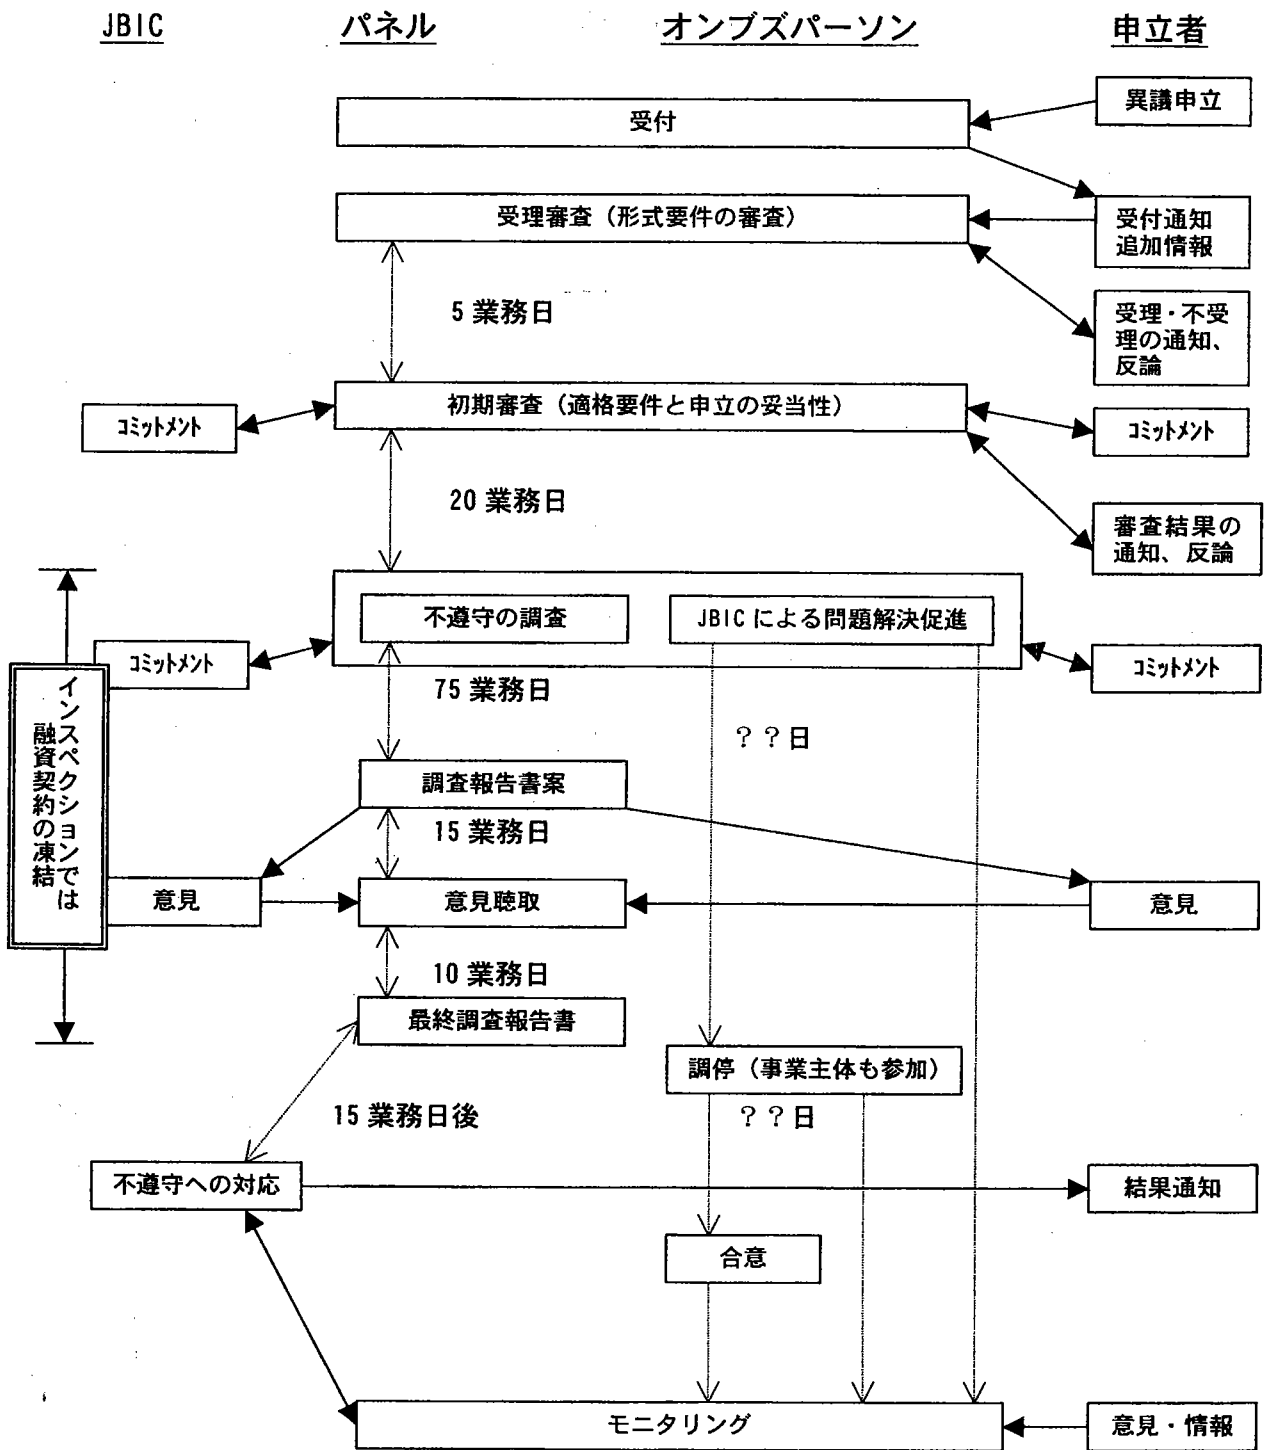 JBIC
パネル
オンブズパーソン
申立者
異議申立
受付
受理審査（形式要件の審査）
受付通知
追加情報
5 業務日
受理・不受
理の通知、
反論
初期審査（適格要件と申立の妥当性）
コミットメント
コミットメント
20 業務日
審査結果の
通知、反論
不遵守の調査
JBIC による問題解決促進
コミットメント
コミットメント
インスペクションでは
融資契約の凍結
75 業務日
？？日
調査報告書案
15 業務日
意見
意見聴取
意見
10 業務日
最終調査報告書
調停（事業主体も参加）
15 業務日後
？？日
不遵守への対応
結果通知
合意
モニタリング
意見・情報